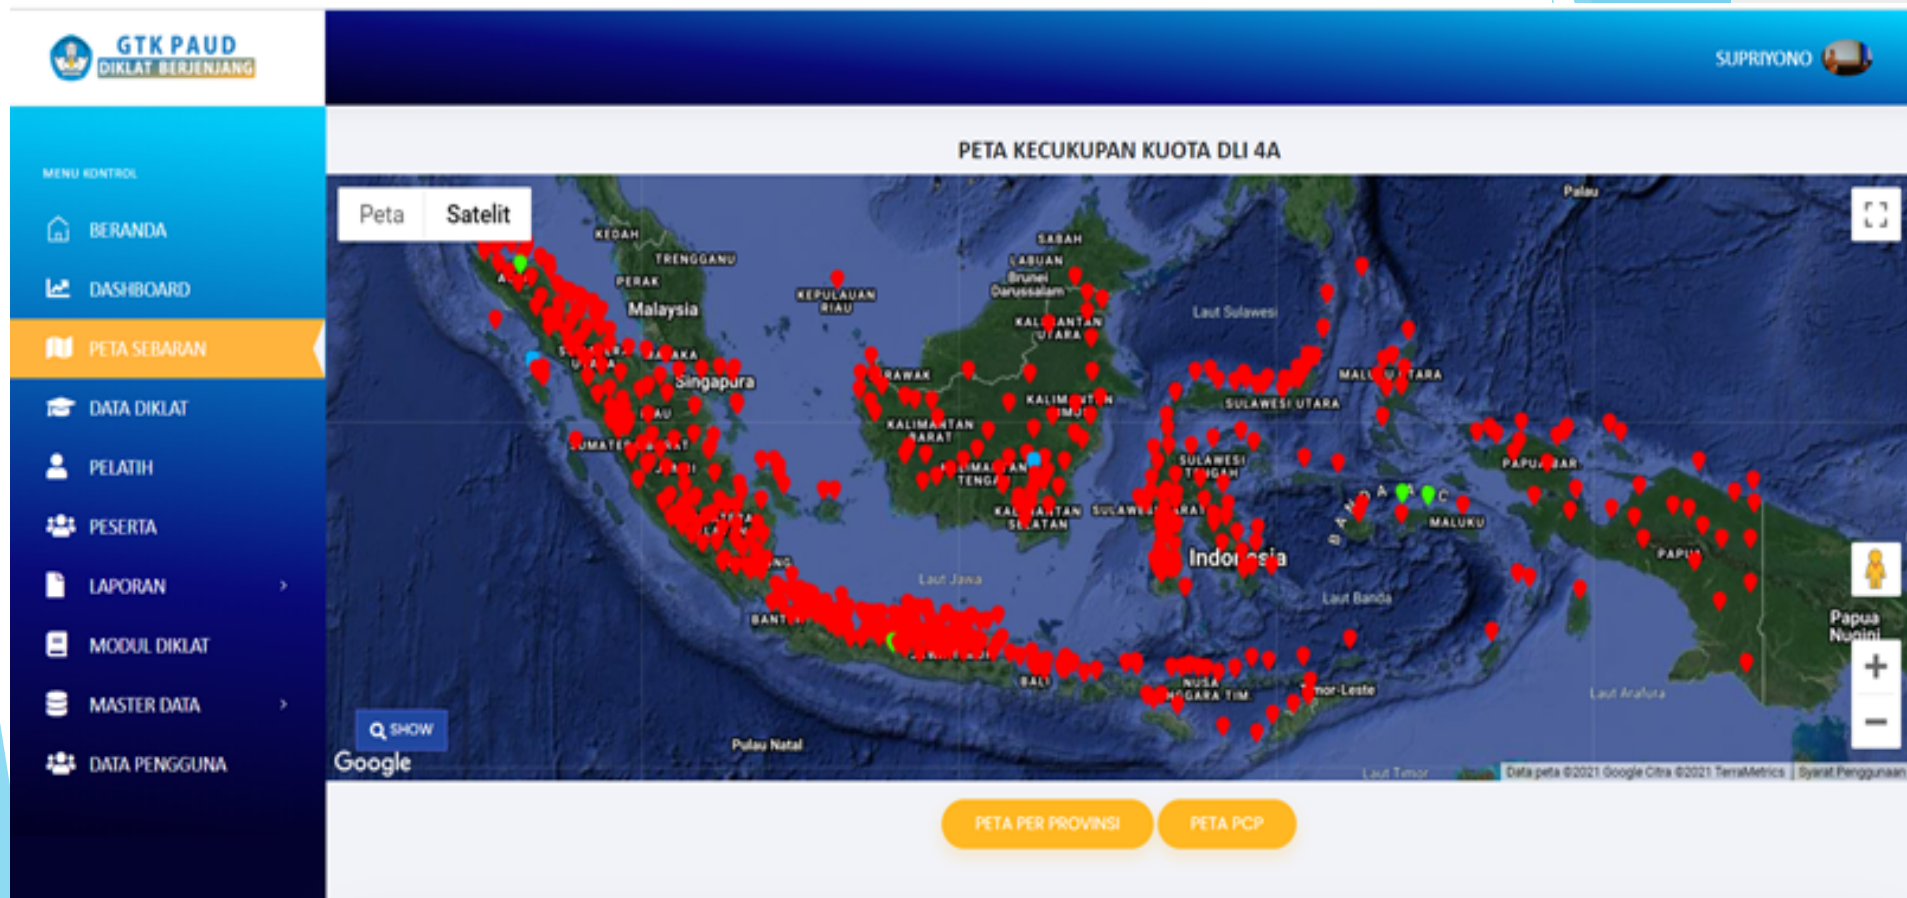 GTK PAUD
DIKLAT BERJENJANG
SUPRIYONO
MENU KONTROL
BERANDA
DASHBOARD
PETA SEBARAN
DATA DIKLAT
PELATIH
PESERTA
LAPORAN
MODUL DIKLAT
MASTER DATA
DATA PENGGUNA
PETA KECUKUPAN KUOTA DLI 4A
Peta Satelit
Palau
KEDAH
TRENGGANU
PERAK
Malaysia
KEPULAUAN
RIAU
SABAH
LABUAN
Brunei
Darussalam
Laut Sulawesi
Singapura
KALIMANTAN
BARAT
SULAWESI UTARA
SULAWESI
MALUKU
Indonesia
Laut Jawa
Laut Banda
BALI
NUSA
Papua
Nugini
Laut Arafura
Pulau Natal
Laut Timor
SHOW
Google
Data peta ©2021 Google Citra ©2021 TerraMetrics
Syarat Penggunaan
PETA PER PROVINSI
PETA PCP